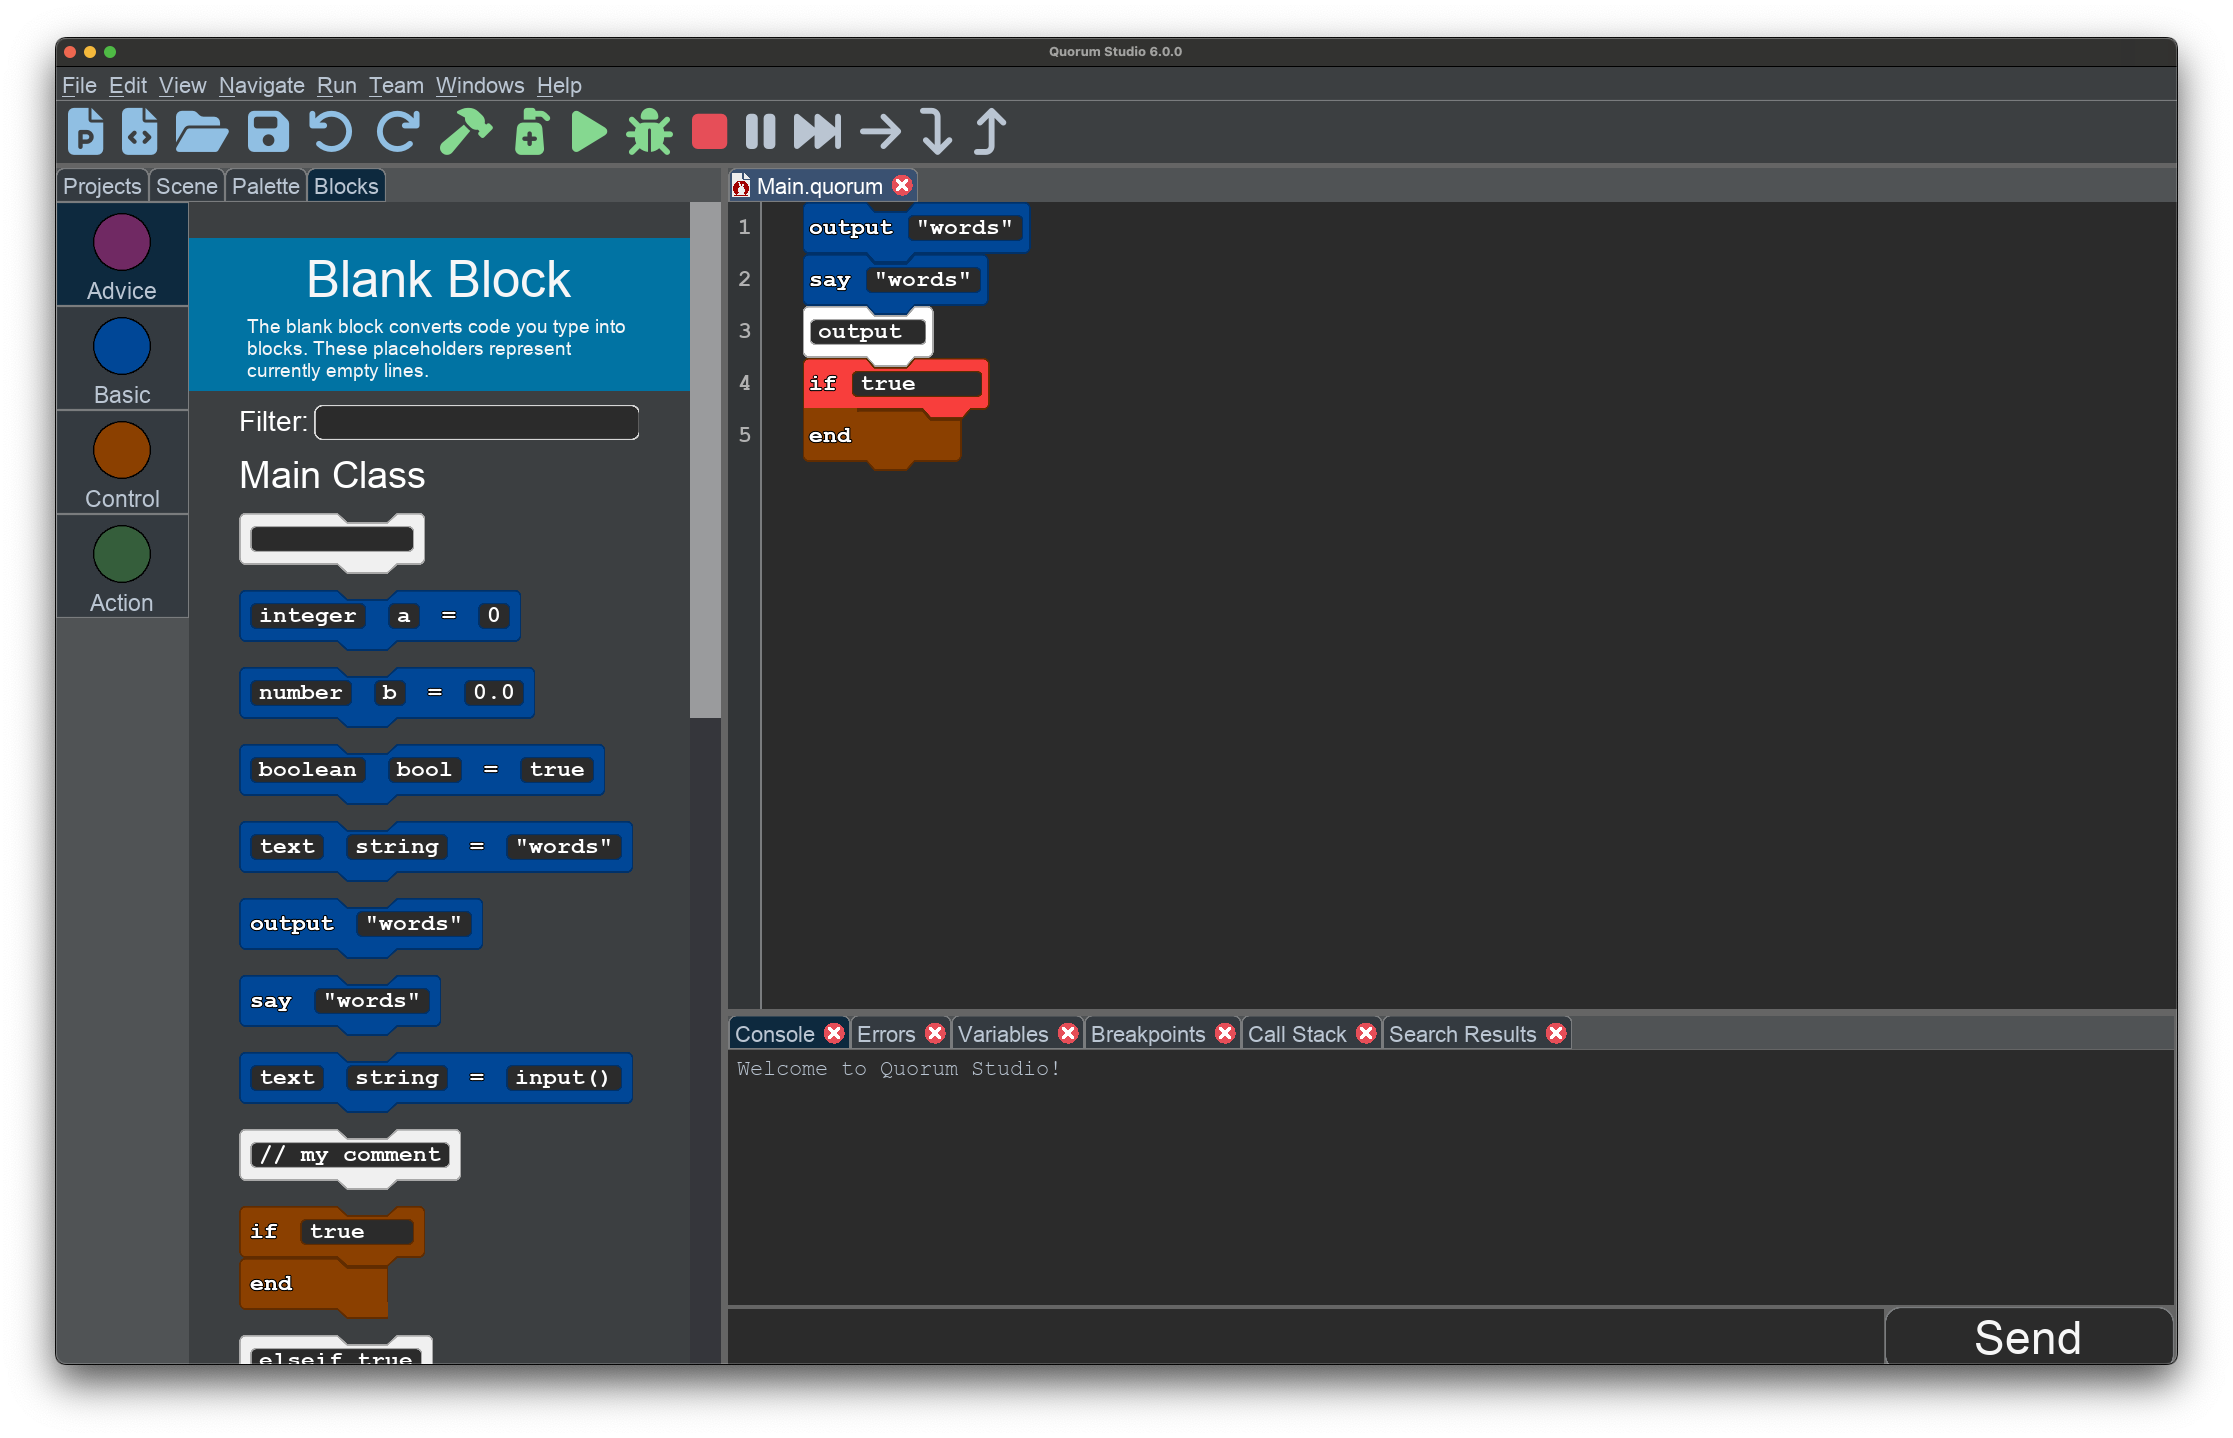 Quorum Studio 6.0.0
File Edit View Navigate Run Team Windows Help
Projects Scene Palette Blocks
Advice
Basic
Control
Action
Blank Block
The blank block converts code you type into
blocks. These placeholders represent
currently empty lines.
Filter:
Main Class
integer a = 0
number b = 0.0
boolean bool = true
text string = "words"
output "words"
say "words"
text string = input()
// my comment
if true
end
elseif true
Main.quorum
1 output "words"
2 say "words"
3 output
4 if true
5 end
Console Errors Variables Breakpoints Call Stack Search Results
Welcome to Quorum Studio!
Send